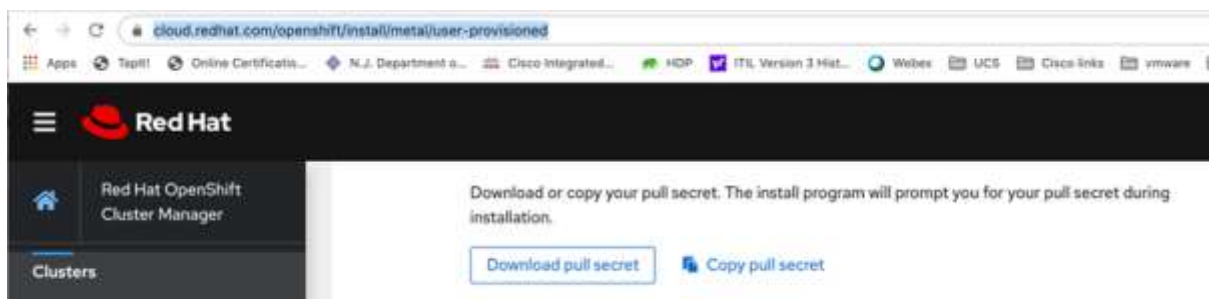 cloud.redhat.com/openshift/install/metal/user-provisioned
Apps TapIt! Online Certificatio... N.J. Department o... Cisco Integrated... HDP ITIL Version 3 Hist... Webex UCS Cisco links vmware
Red Hat
Red Hat OpenShift
Cluster Manager
Clusters
Download or copy your pull secret. The install program will prompt you for your pull secret during
installation.
Download pull secret Copy pull secret